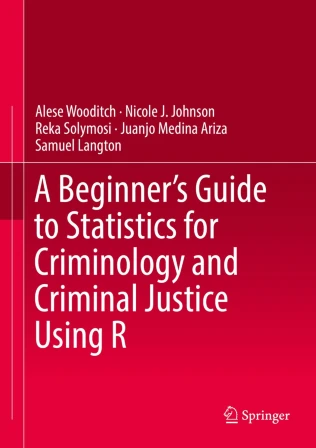 Alese Wooditch · Nicole J. Johnson
Reka Solymosi · Juanjo Medina Ariza
Samuel Langton
A Beginner’s Guide
to Statistics for
Criminology and
Criminal Justice
Using R
Springer